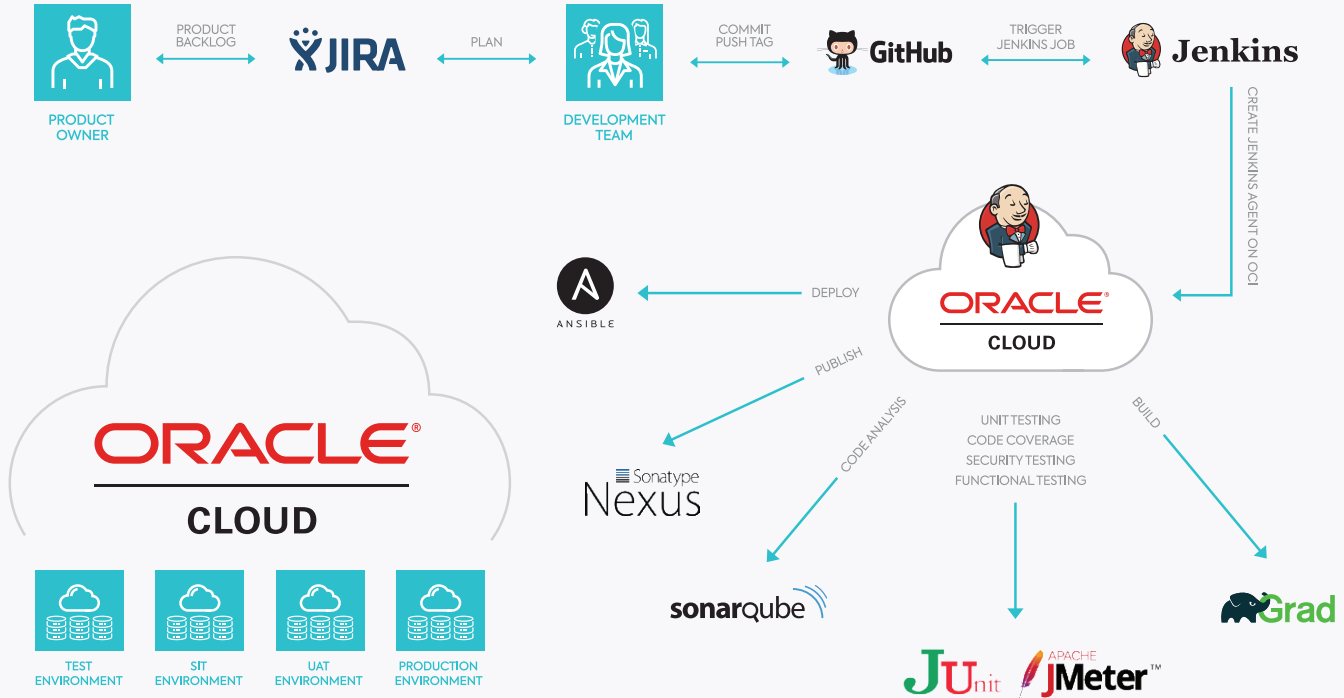 PRODUCT
BACKLOG
JIRA
PLAN
COMMIT
PUSH TAG
GitHub
TRIGGER
JENKINS JOB
Jenkins
PRODUCT
OWNER
DEVELOPMENT
TEAM
CREATE JENKINS AGENT ON OCI
ORACLE®
CLOUD
DEPLOY
ANSIBLE
PUBLISH
Sonatype
Nexus
CODE ANALYSIS
sonarqube
UNIT TESTING
CODE COVERAGE
SECURITY TESTING
FUNCTIONAL TESTING
JUnit
APACHE
JMeter™
BUILD
Grad
ORACLE®
CLOUD
TEST
ENVIRONMENT
SIT
ENVIRONMENT
UAT
ENVIRONMENT
PRODUCTION
ENVIRONMENT